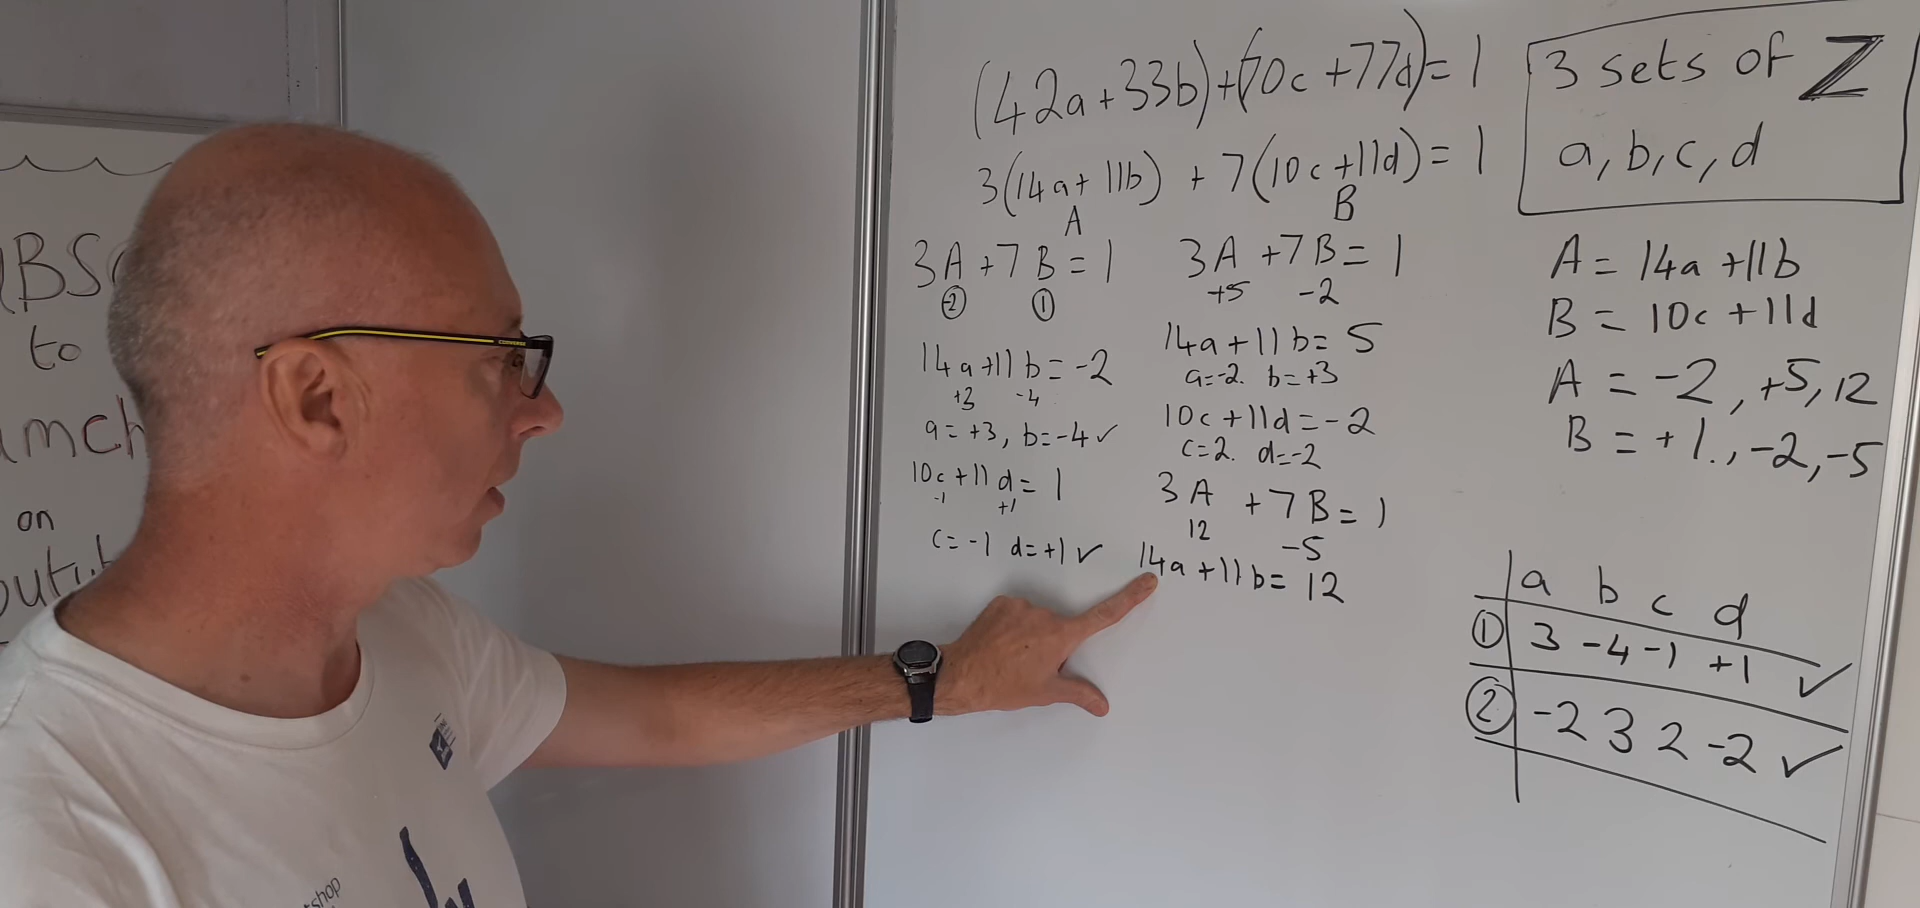 to
on
CONVERSE
(42a+33b)+(70c+77d)=1
3(14a+11b) + 7(10c+11d)=1
A
B
3A+7B=1
-2 1
14a+11b=-2
+3 -4
a=+3, b=-4✓
10c+11d=1
-1 +1
c=-1 d=+1✓
3A+7B=1
+5 -2
14a+11b=5
a=-2. b=+3
10c+11d=-2
c=2. d=-2
3A+7B=1
12 -5
14a+11b=12
3 sets of ℤ
a,b,c,d
A=14a+11b
B=10c+11d
A=-2,+5,12
B=+1.,-2,-5
a b c d
① 3 -4 -1 +1 ✓
② -2 3 2 -2 ✓